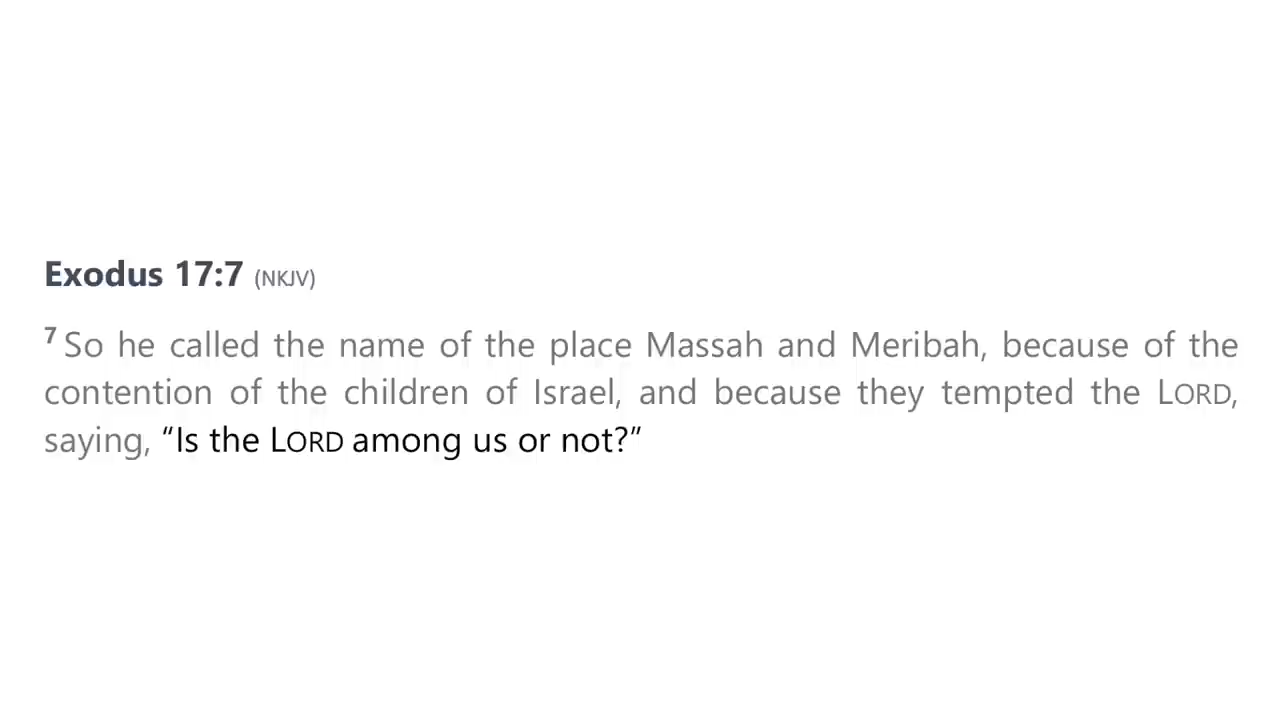 Exodus 17:7 (NKJV)
7 So he called the name of the place Massah and Meribah, because of the
contention of the children of Israel, and because they tempted the LORD,
saying, “Is the LORD among us or not?”